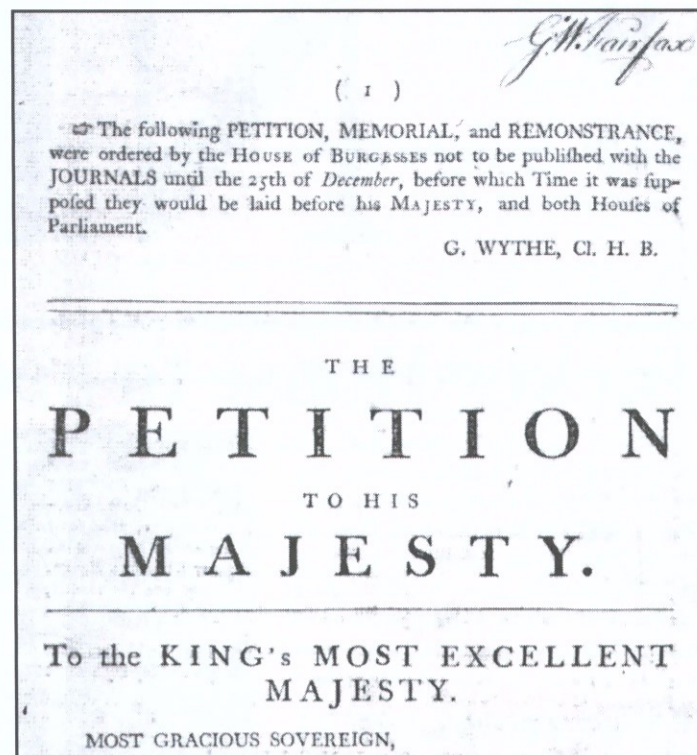 G. W. Fairfax
( 1 )
☞ The following PETITION, MEMORIAL, and REMONSTRANCE,
were ordered by the HOUSE of BURGESSES not to be publiſhed with the
JOURNALS until the 25th of December, before which Time it was ſup-
poſed they would be laid before his MAJESTY, and both Houſes of
Parliament.
G. WYTHE, Cl. H. B.
THE
PETITION
TO HIS
MAJESTY.
To the KING's MOST EXCELLENT
MAJESTY.
MOST GRACIOUS SOVEREIGN,